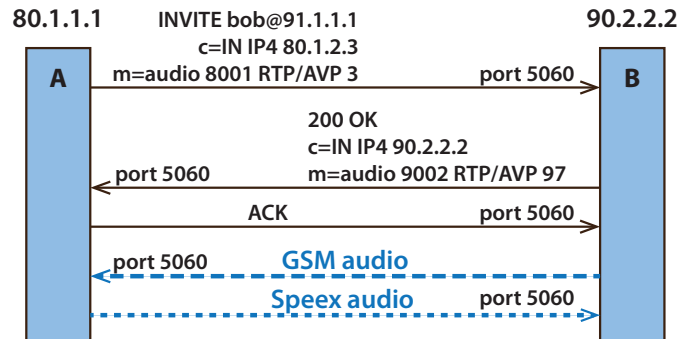 80.1.1.1
INVITE bob@91.1.1.1
90.2.2.2
c=IN IP4 80.1.2.3
A
m=audio 8001 RTP/AVP 3
port 5060
B
200 OK
c=IN IP4 90.2.2.2
port 5060
m=audio 9002 RTP/AVP 97
ACK
port 5060
port 5060
GSM audio
Speex audio
port 5060